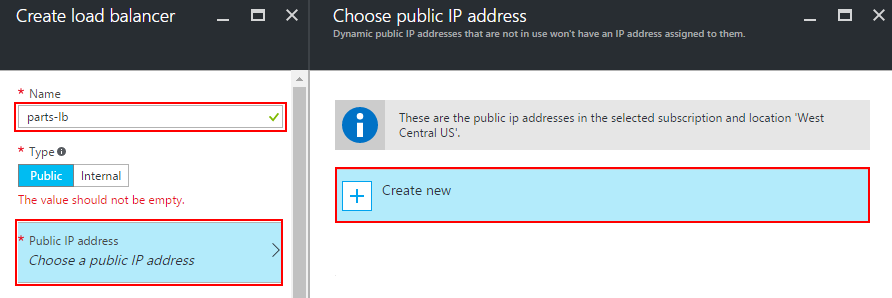 Create load balancer
* Name
parts-lb
* Type
Public
Internal
The value should not be empty.
* Public IP address
Choose a public IP address
Choose public IP address
Dynamic public IP addresses that are not in use won't have an IP address assigned to them.
These are the public ip addresses in the selected subscription and location 'West
Central US'.
Create new